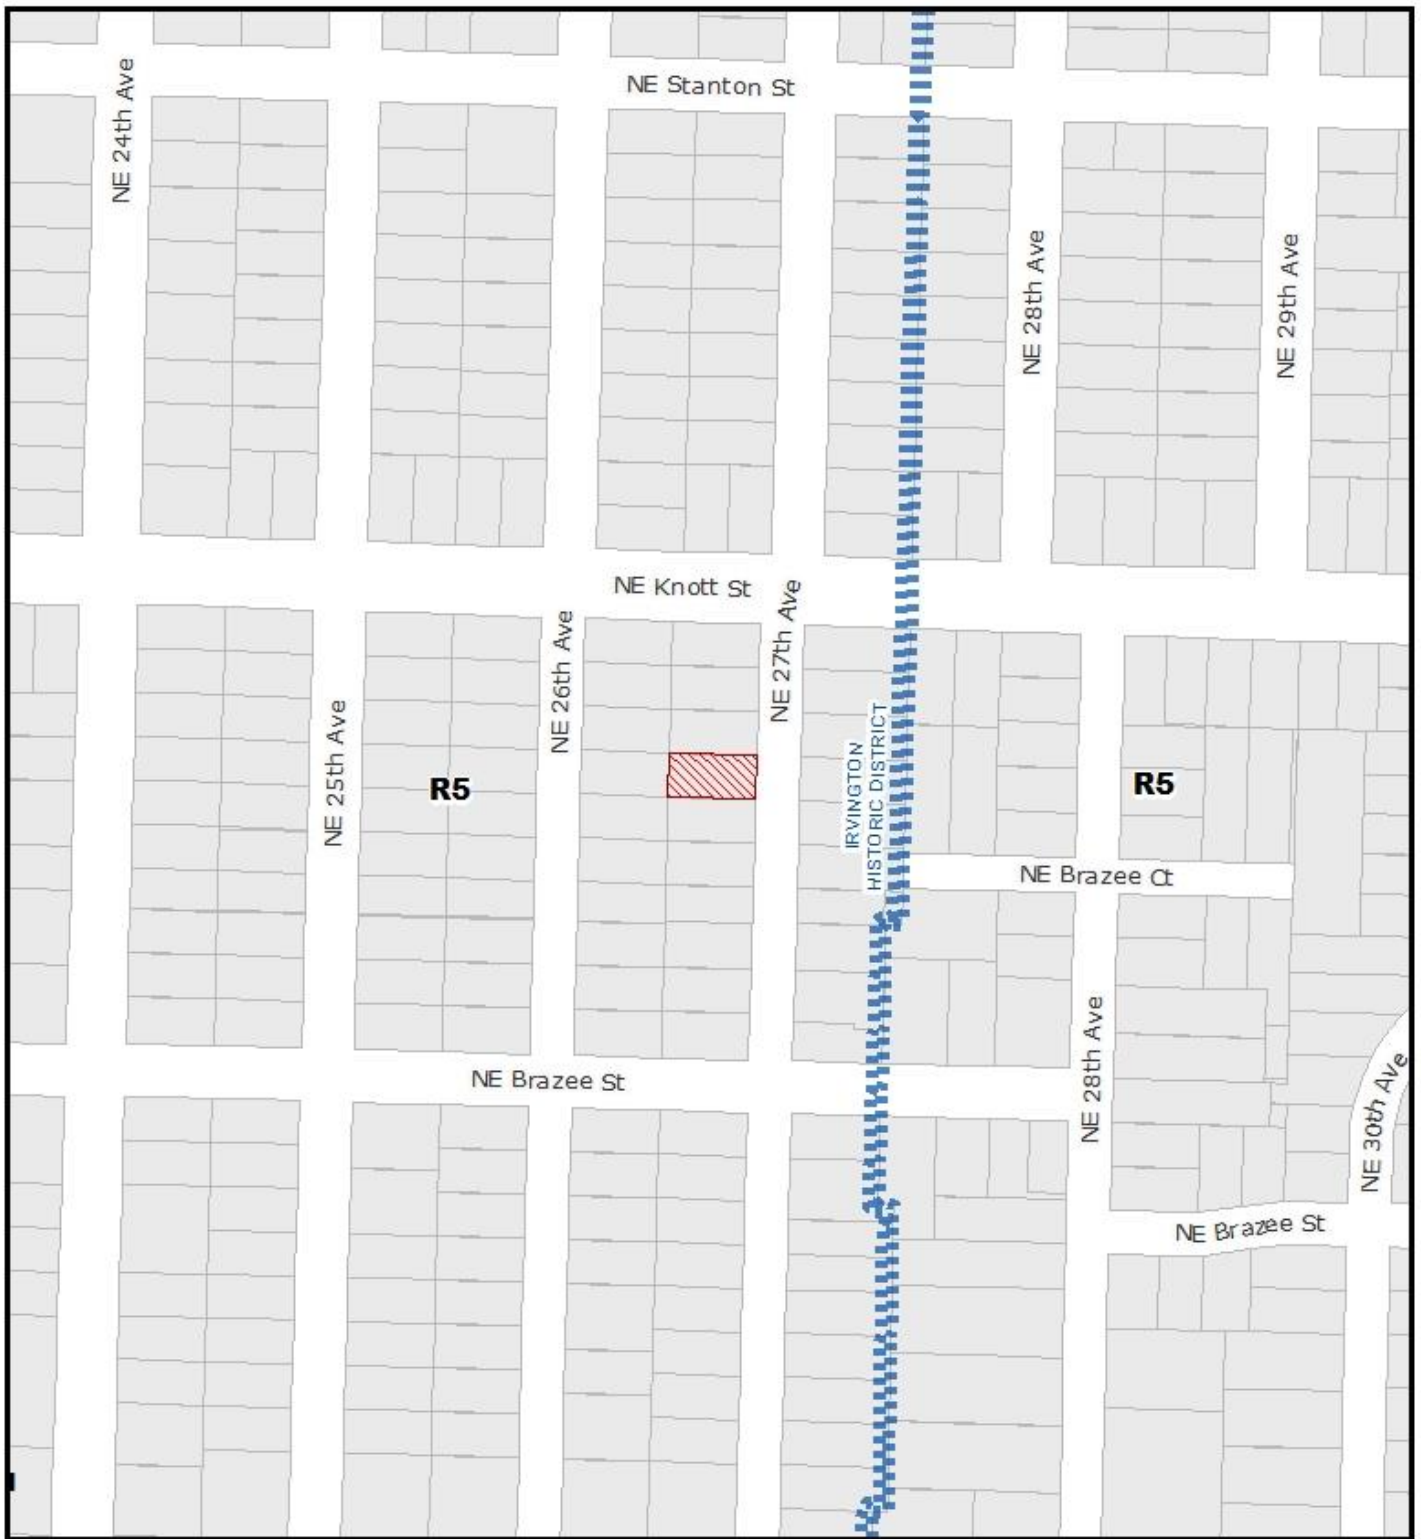 NE Stanton St
NE 24th Ave
NE 28th Ave
NE 29th Ave
NE Knott St
NE 27th Ave
NE 26th Ave
NE 25th Ave
IRVINGTON
HISTORIC DISTRICT
R5
R5
NE Brazee Ct
NE 28th Ave
NE 30th Ave
NE Brazee St
NE Brazee St